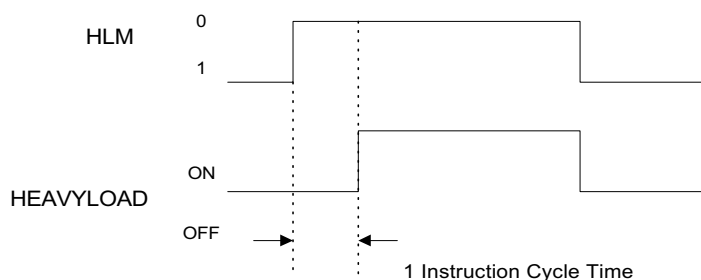 0
HLM
1
ON
HEAVYLOAD
OFF
1 Instruction Cycle Time